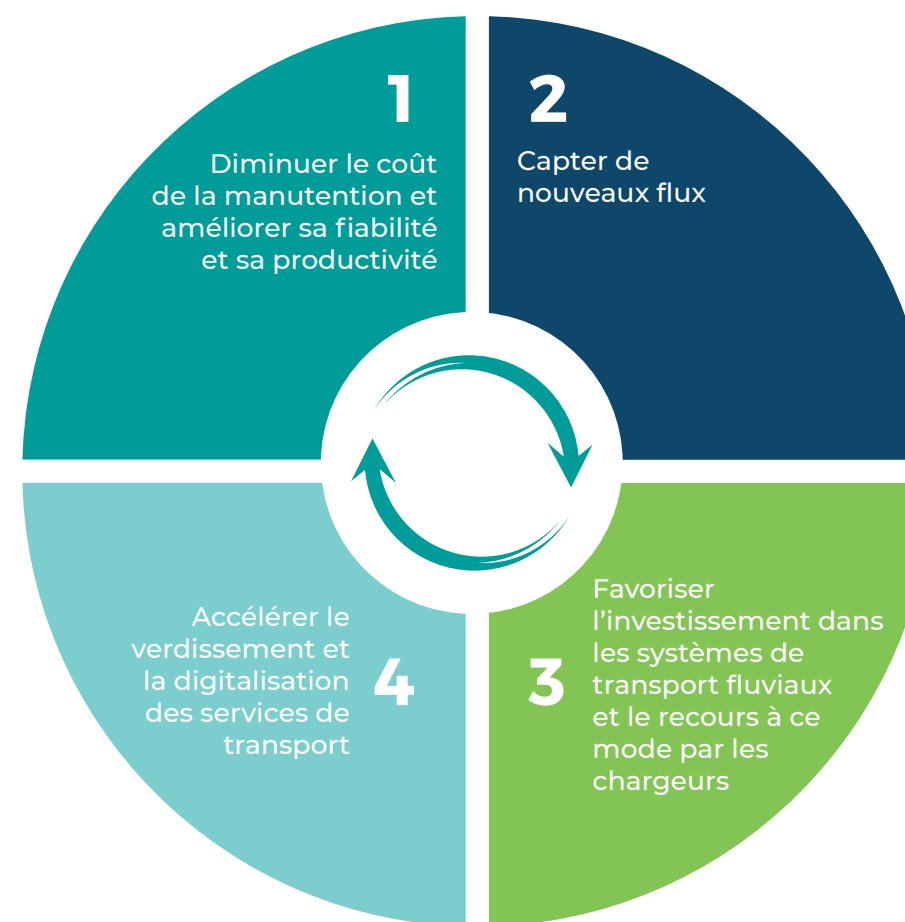 1
Diminuer le coût
de la manutention et
améliorer sa fiabilité
et sa productivité
2
Capter de
nouveaux flux
3
Favoriser
l'investissement dans
les systèmes de
transport fluviaux
et le recours à ce
mode par les
chargeurs
4
Accélérer le
verdissement et
la digitalisation
des services de
transport